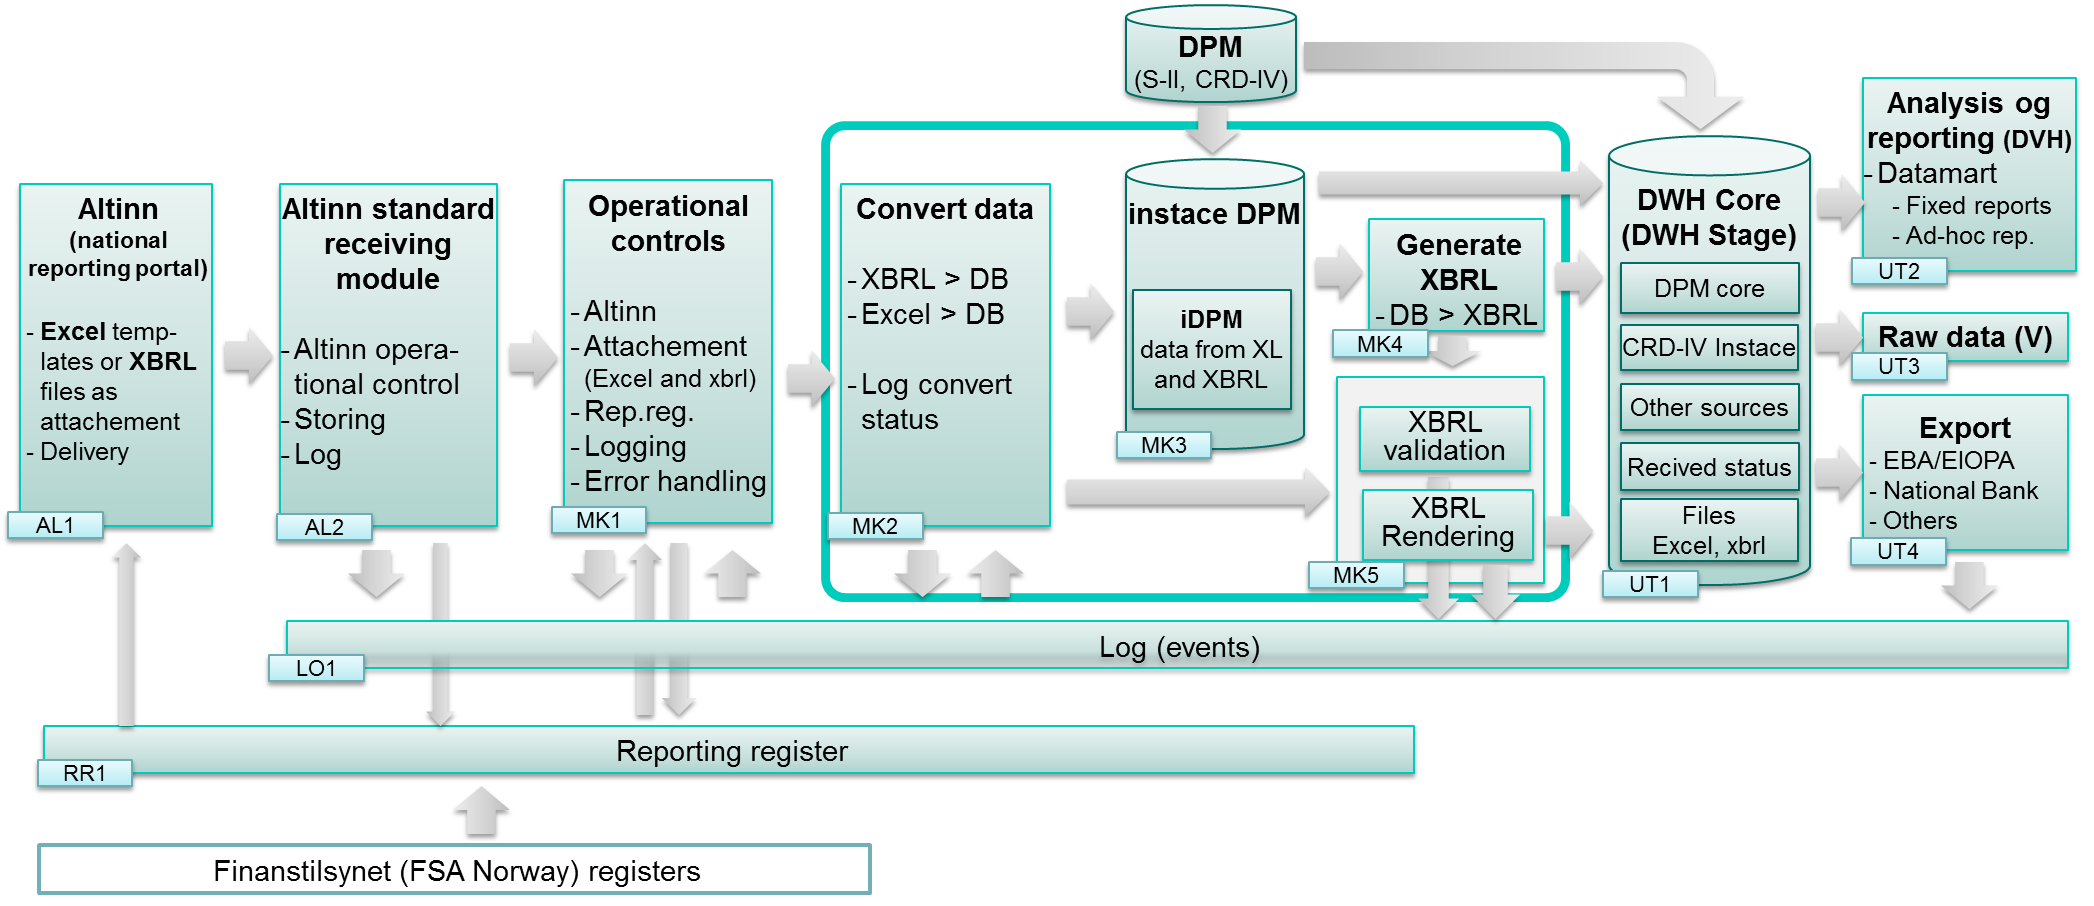 DPM
(S-II, CRD-IV)
Altinn
(national
reporting portal)
- Excel temp-
lates or XBRL
files as
attachement
- Delivery
AL1
Altinn standard
receiving
module
- Altinn opera-
tional control
- Storing
- Log
AL2
Operational
controls
- Altinn
- Attachement
(Excel and xbrl)
- Rep.reg.
- Logging
- Error handling
MK1
Convert data
- XBRL > DB
- Excel > DB
- Log convert
status
MK2
instace DPM
iDPM
data from XL
and XBRL
MK3
Generate
XBRL
- DB > XBRL
MK4
XBRL
validation
XBRL
Rendering
MK5
DWH Core
(DWH Stage)
DPM core
CRD-IV Instace
Other sources
Recived status
Files
Excel, xbrl
UT1
Analysis og
reporting (DVH)
- Datamart
- Fixed reports
- Ad-hoc rep.
UT2
Raw data (V)
UT3
Export
- EBA/EIOPA
- National Bank
- Others
UT4
Log (events)
LO1
Reporting register
RR1
Finanstilsynet (FSA Norway) registers